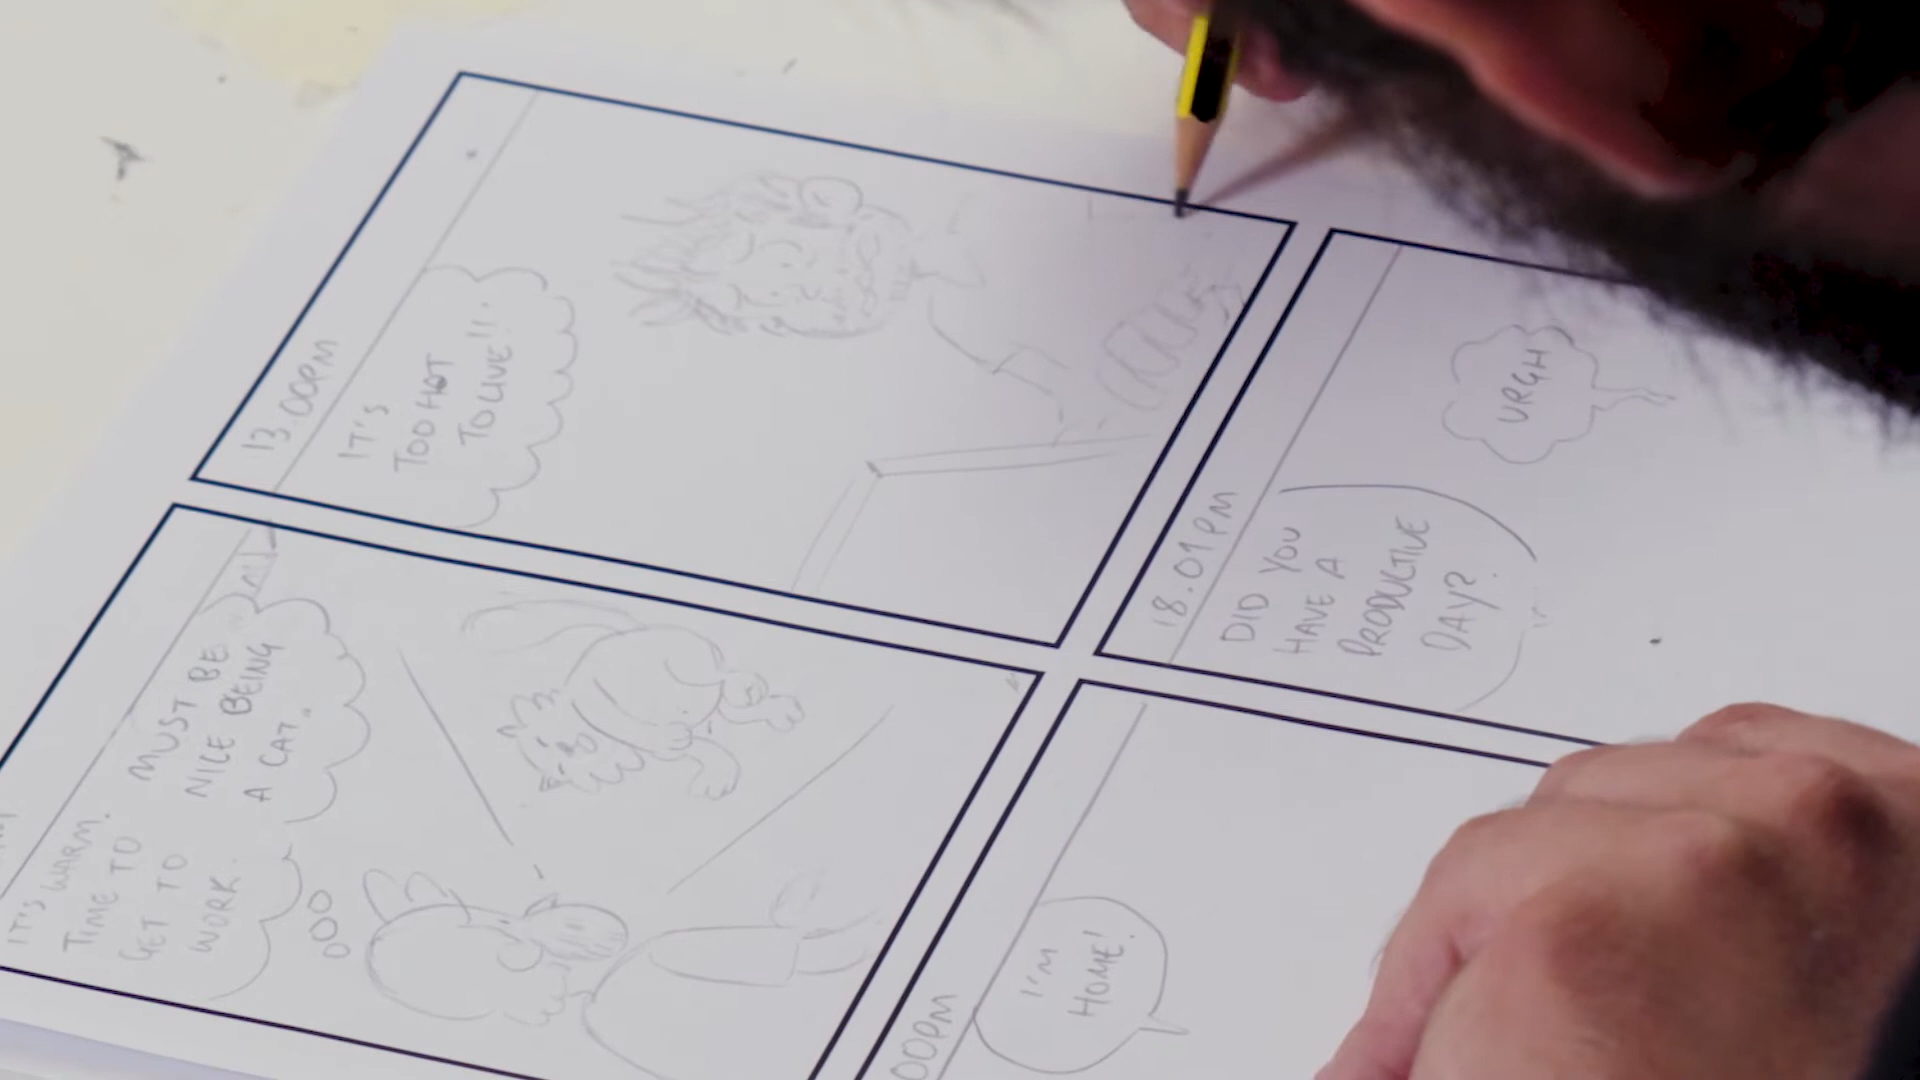 IT'S WARM.
TIME TO
GET TO
WORK.
MUST BE
NICE BEING
A CAT..
13.00PM
IT'S
TOO HOT
TO LIVE!!.
00PM
I'M
HOME!
18.01PM
DID YOU
HAVE A
PRODUCTIVE
DAY?
URGH